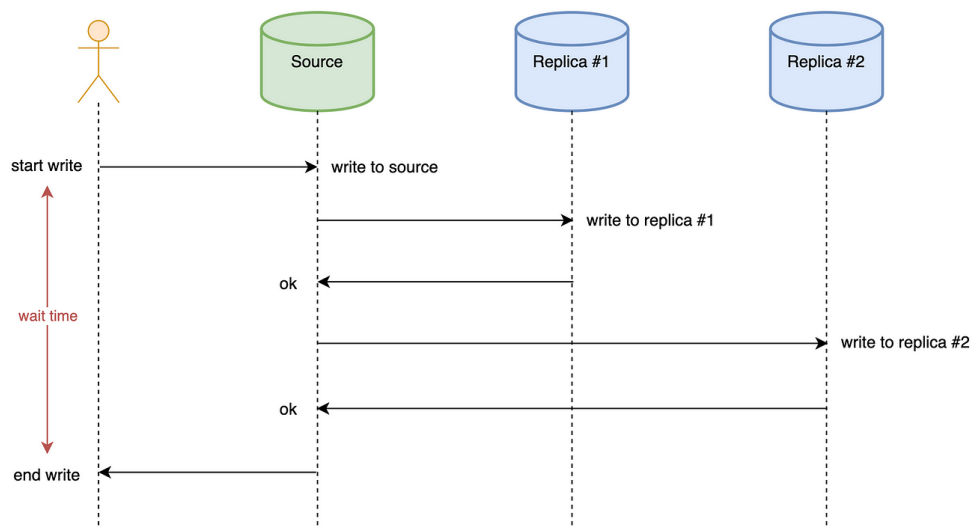 Source
Replica #1
Replica #2
start write
write to source
write to replica #1
ok
wait time
write to replica #2
ok
end write